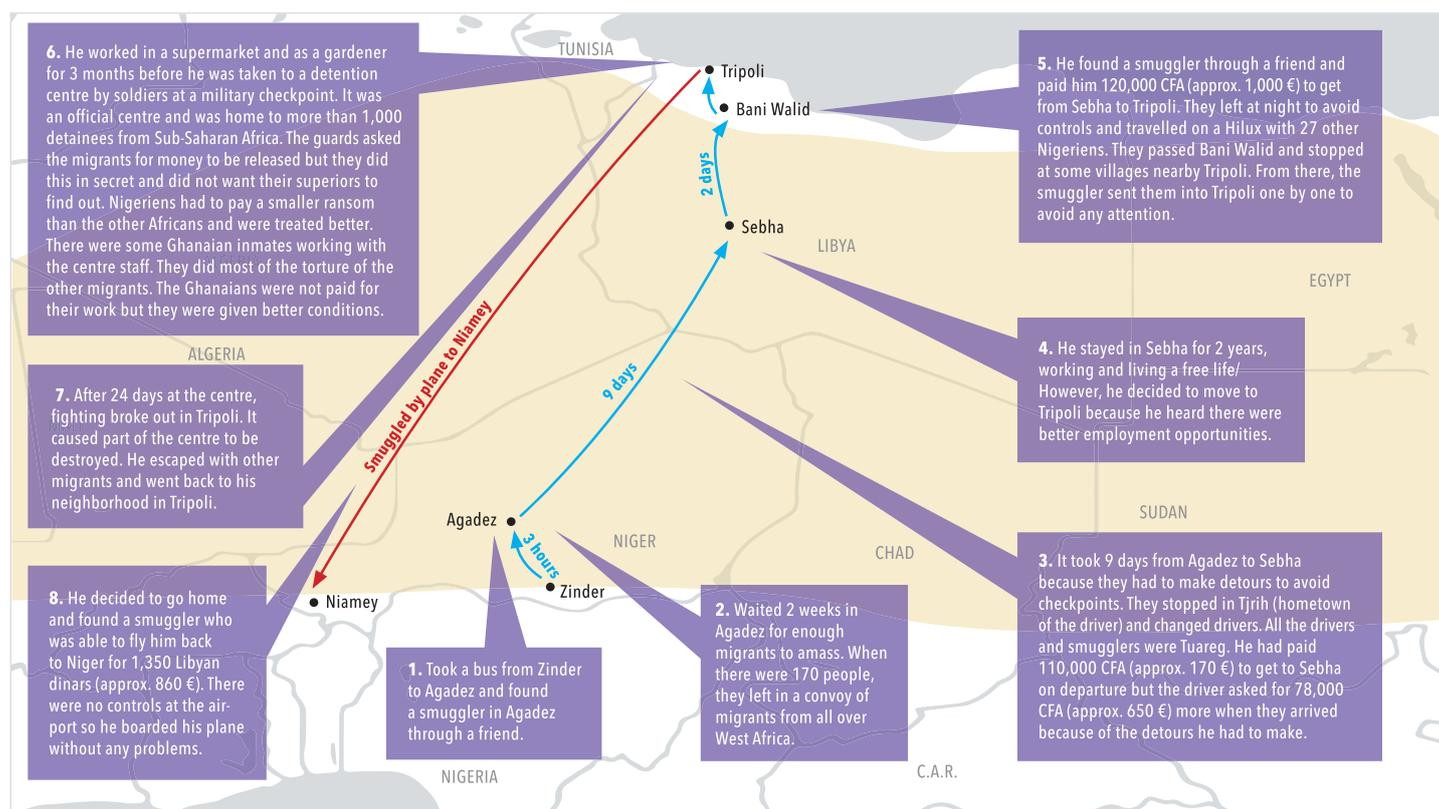 6. He worked in a supermarket and as a gardener
for 3 months before he was taken to a detention
centre by soldiers at a military checkpoint. It was
an official centre and was home to more than 1,000
detainees from Sub-Saharan Africa. The guards asked
the migrants for money to be released but they did
this in secret and did not want their superiors to
find out. Nigeriens had to pay a smaller ransom
than the other Africans and were treated better.
There were some Ghanaian inmates working with
the centre staff. They did most of the torture of the
other migrants. The Ghanaians were not paid for
their work but they were given better conditions.
TUNISIA
Tripoli
Bani Walid
5. He found a smuggler through a friend and
paid him 120,000 CFA (approx. 1,000 €) to get
from Sebha to Tripoli. They left at night to avoid
controls and travelled on a Hilux with 27 other
Nigeriens. They passed Bani Walid and stopped
at some villages nearby Tripoli. From there, the
smuggler sent them into Tripoli one by one to
avoid any attention.
2 days
Sebha
LIBYA
EGYPT
4. He stayed in Sebha for 2 years,
working and living a free life/
However, he decided to move to
Tripoli because he heard there were
better employment opportunities.
ALGERIA
7. After 24 days at the centre,
fighting broke out in Tripoli. It
caused part of the centre to be
destroyed. He escaped with other
migrants and went back to his
neighborhood in Tripoli.
Smuggled by plane to Niamey
9 days
Agadez
3 hours
Zinder
NIGER
CHAD
SUDAN
3. It took 9 days from Agadez to Sebha
because they had to make detours to avoid
checkpoints. They stopped in Tjrih (hometown
of the driver) and changed drivers. All the drivers
and smugglers were Tuareg. He had paid
110,000 CFA (approx. 170 €) to get to Sebha
on departure but the driver asked for 78,000
CFA (approx. 650 €) more when they arrived
because of the detours he had to make.
8. He decided to go home
and found a smuggler who
was able to fly him back
to Niger for 1,350 Libyan
dinars (approx. 860 €). There
were no controls at the air-
port so he boarded his plane
without any problems.
Niamey
1. Took a bus from Zinder
to Agadez and found
a smuggler in Agadez
through a friend.
2. Waited 2 weeks in
Agadez for enough
migrants to amass. When
there were 170 people,
they left in a convoy of
migrants from all over
West Africa.
NIGERIA
C.A.R.